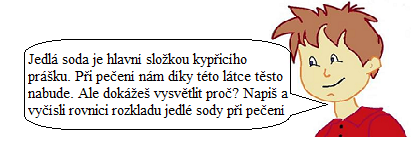 Jedlá soda je hlavní složkou kypřícího
prášku. Při pečení nám díky této látce těsto
nabude. Ale dokážeš vysvětlit proč? Napiš a
vyčísli rovnici rozkladu jedlé sody při pečení